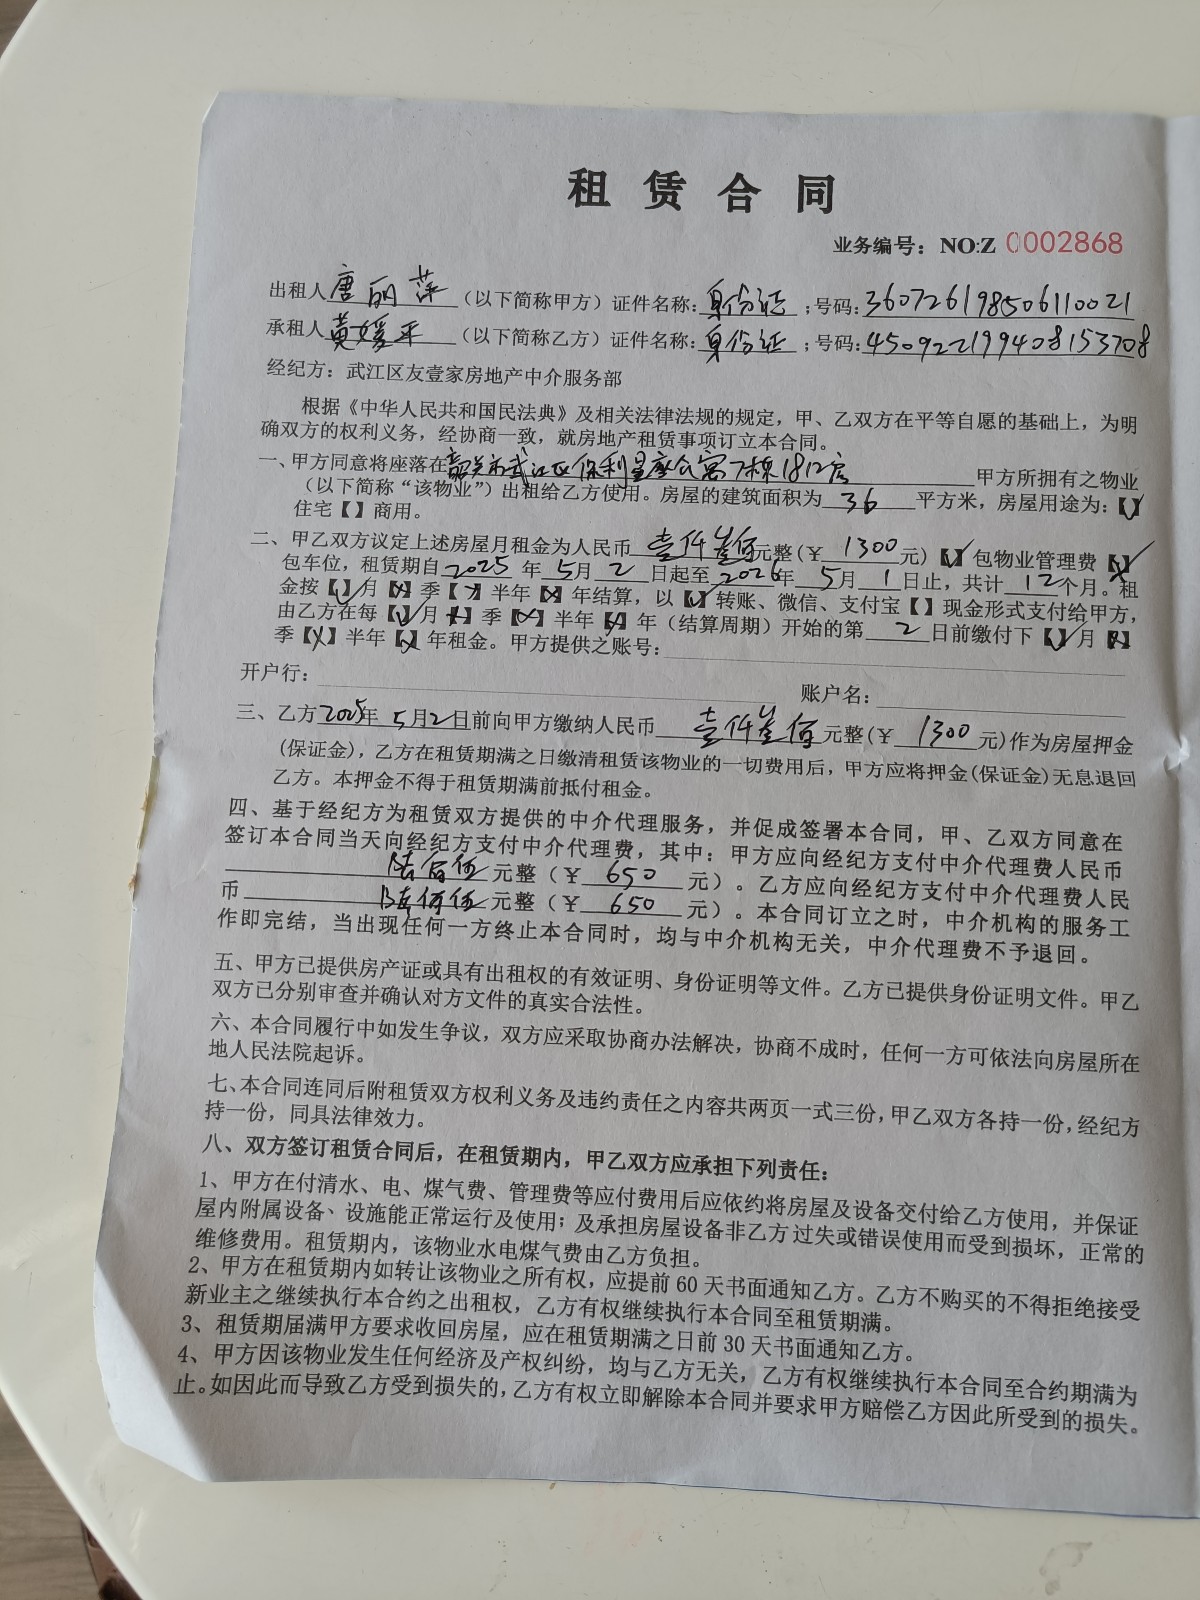 租 赁 合 同
业务编号：NO:Z 0002868
出租人唐丽萍（以下简称甲方）证件名称：身份证；号码：360726198506110021
承租人黄媛平（以下简称乙方）证件名称：身份证；号码：450922199408153708
经纪方：武江区友壹家房地产中介服务部
根据《中华人民共和国民法典》及相关法律法规的规定，甲、乙双方在平等自愿的基础上，为明
确双方的权利义务，经协商一致，就房地产租赁事项订立本合同。
一、甲方同意将座落在韶关市武江区保利星座公寓7栋1812房 甲方所拥有之物业
（以下简称“该物业”）出租给乙方使用。房屋的建筑面积为 36 平方米，房屋用途为：【✓】
住宅【】商用。
二、甲乙双方议定上述房屋月租金为人民币 壹仟叁佰元整(￥ 1300 元)【✓】包物业管理费【✗】
包车位，租赁期自2025 年 5 月 2 日起至2026年 5 月 1 日止，共计 12 个月。租
金按【✓】月【✗】季【✗】半年【✗】年结算，以【✓】转账、微信、支付宝【】现金形式支付给甲方，
由乙方在每【✓】月【✗】季【✗】半年【✗】年（结算周期）开始的第 2 日前缴付下【✓】月【✗】
季【✗】半年【✗】年租金。甲方提供之账号：
开户行： 账户名：
三、乙方2025年 5月2日前向甲方缴纳人民币 壹仟叁佰元整(￥ 1300 元)作为房屋押金
(保证金)，乙方在租赁期满之日缴清租赁该物业的一切费用后，甲方应将押金(保证金)无息退回
乙方。本押金不得于租赁期满前抵付租金。
四、基于经纪方为租赁双方提供的中介代理服务，并促成签署本合同，甲、乙双方同意在
签订本合同当天向经纪方支付中介代理费，其中：甲方应向经纪方支付中介代理费人民币
陆佰伍元整（￥ 650 元）。乙方应向经纪方支付中介代理费人民
币 陆佰伍元整（￥ 650 元）。本合同订立之时，中介机构的服务工
作即完结，当出现任何一方终止本合同时，均与中介机构无关，中介代理费不予退回。
五、甲方已提供房产证或具有出租权的有效证明、身份证明等文件。乙方已提供身份证明文件。甲乙
双方已分别审查并确认对方文件的真实合法性。
六、本合同履行中如发生争议，双方应采取协商办法解决，协商不成时，任何一方可依法向房屋所在
地人民法院起诉。
七、本合同连同后附租赁双方权利义务及违约责任之内容共两页一式三份，甲乙双方各持一份，经纪方
持一份，同具法律效力。
八、双方签订租赁合同后，在租赁期内，甲乙双方应承担下列责任：
1、甲方在付清水、电、煤气费、管理费等应付费用后应依约将房屋及设备交付给乙方使用，并保证
屋内附属设备、设施能正常运行及使用；及承担房屋设备非乙方过失或错误使用而受到损坏，正常的
维修费用。租赁期内，该物业水电煤气费由乙方负担。
2、甲方在租赁期内如转让该物业之所有权，应提前 60 天书面通知乙方。乙方不购买的不得拒绝接受
新业主之继续执行本合约之出租权，乙方有权继续执行本合同至租赁期满。
3、租赁期届满甲方要求收回房屋，应在租赁期满之日前 30 天书面通知乙方。
4、甲方因该物业发生任何经济及产权纠纷，均与乙方无关，乙方有权继续执行本合同至合约期满为
止。如因此而导致乙方受到损失的，乙方有权立即解除本合同并要求甲方赔偿乙方因此所受到的损失。